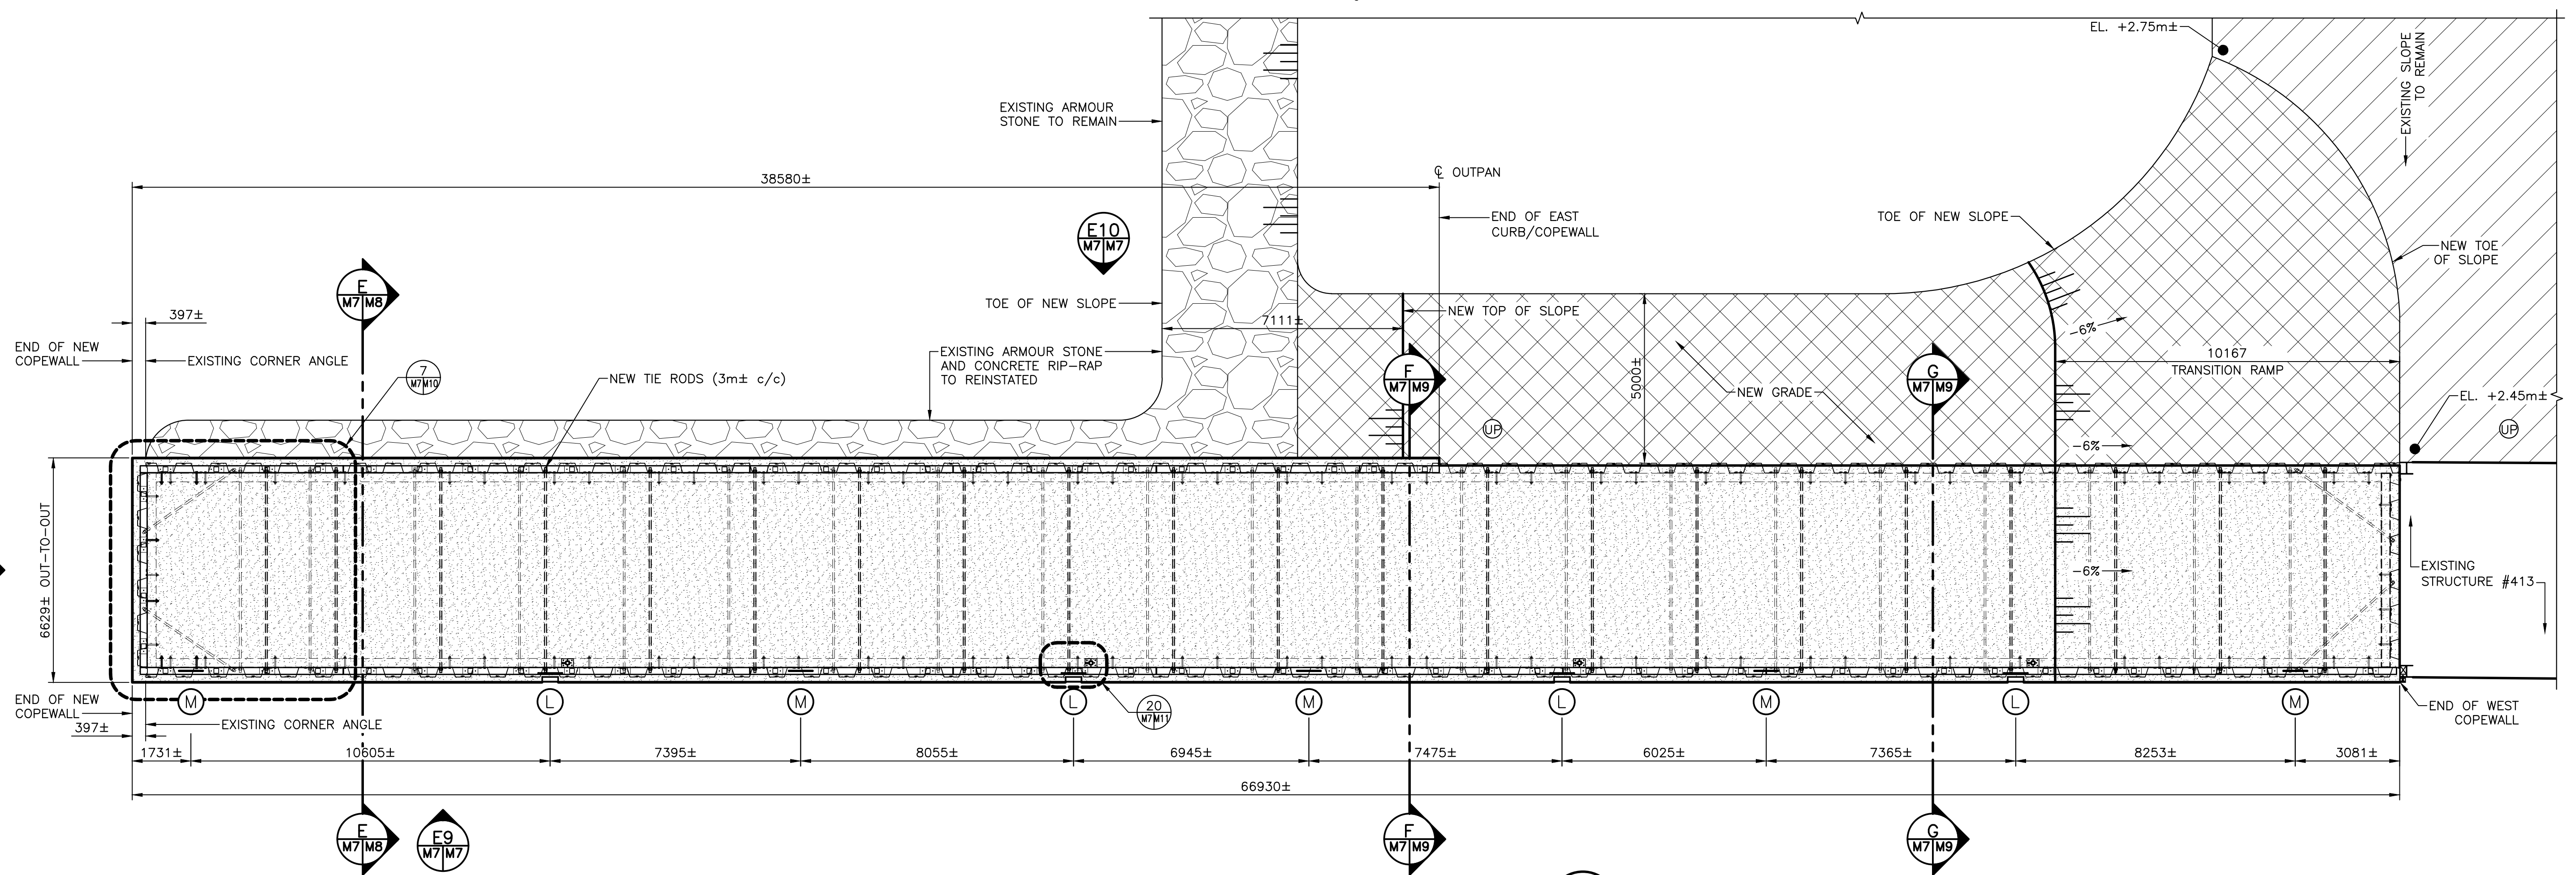 EL. +2.75m±
EXISTING SLOPE
TO REMAIN
EXISTING ARMOUR
STONE TO REMAIN
38580±
℄ OUTPAN
E10
M7 M7
END OF EAST
CURB/COPEWALL
TOE OF NEW SLOPE
NEW TOE
OF SLOPE
E
M7 M8
TOE OF NEW SLOPE
397±
7111±
NEW TOP OF SLOPE
-6%
END OF NEW
COPEWALL
EXISTING CORNER ANGLE
7
M7 M10
EXISTING ARMOUR STONE
AND CONCRETE RIP-RAP
TO REINSTATED
NEW TIE RODS (3m± c/c)
F
M7 M9
5000±
NEW GRADE
G
M7 M9
10167
TRANSITION RAMP
EL. +2.45m±
UP
UP
-6%
6629± OUT-TO-OUT
-6%
EXISTING
STRUCTURE #413
END OF NEW
COPEWALL
EXISTING CORNER ANGLE
397±
M
L
M
L
20
M7 M11
M
L
M
L
M
END OF WEST
COPEWALL
1731±
10605±
7395±
8055±
6945±
7475±
6025±
7365±
8253±
3081±
66930±
E
M7 M8
E9
M7 M7
F
M7 M9
G
M7 M9